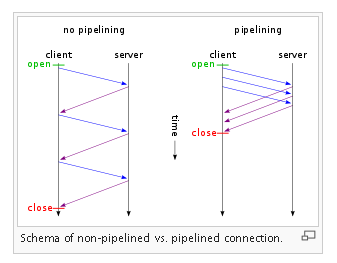 no pipelining
pipelining
client
server
client
server
open
open
time
close
close
Schema of non-pipelined vs. pipelined connection.